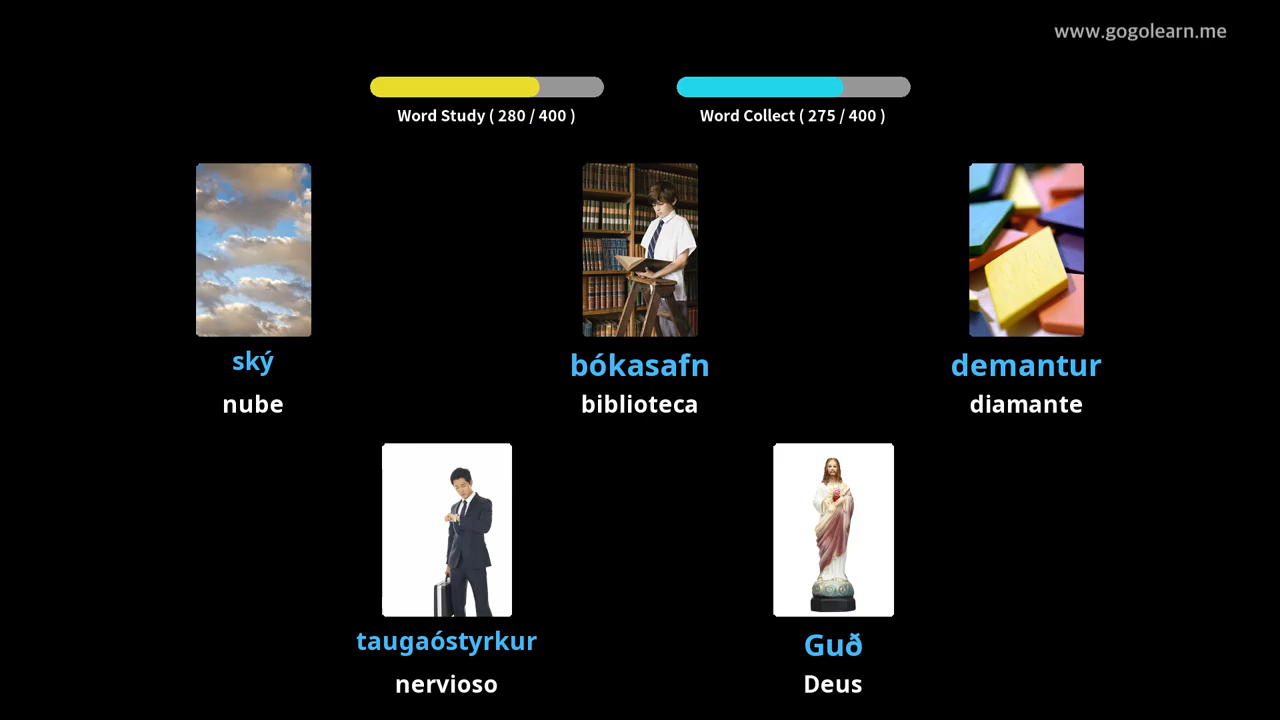 www.gogolearn.me
Word Study ( 280 / 400 )
Word Collect ( 275 / 400 )
ský
nube
bókasafn
biblioteca
demantur
diamante
taugaóstyrkur
nervioso
Guð
Deus